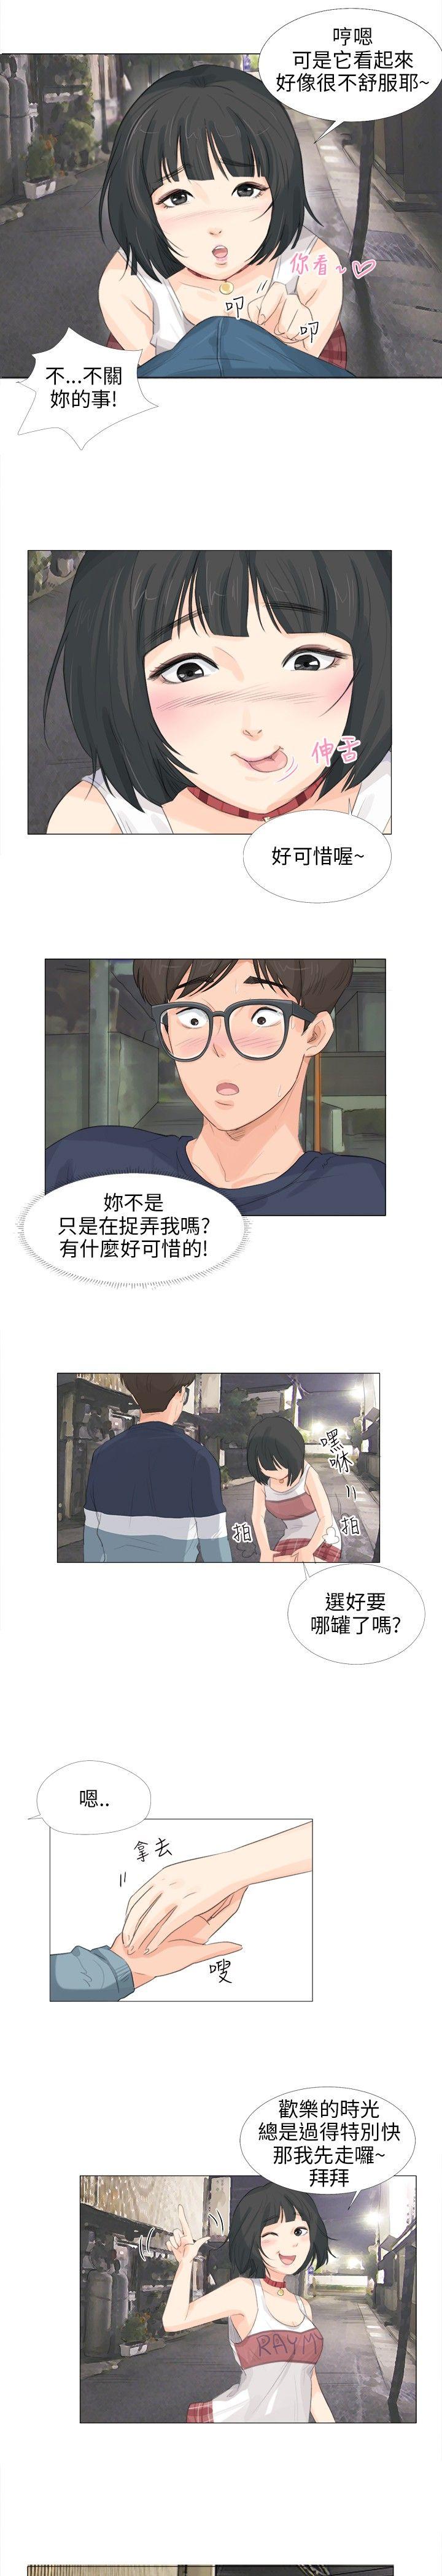 哼嗯
可是它看起來
好像很不舒服耶~
你看~♡
叩
叩
不...不關
妳的事!
伸舌
好可惜喔~
妳不是
只是在捉弄我嗎?
有什麼好可惜的!
嘿咻
拍
拍
選好要
哪罐了嗎?
嗯..
拿去
嗖
歡樂的時光
總是過得特別快
那我先走囉~
拜拜
RAYMY